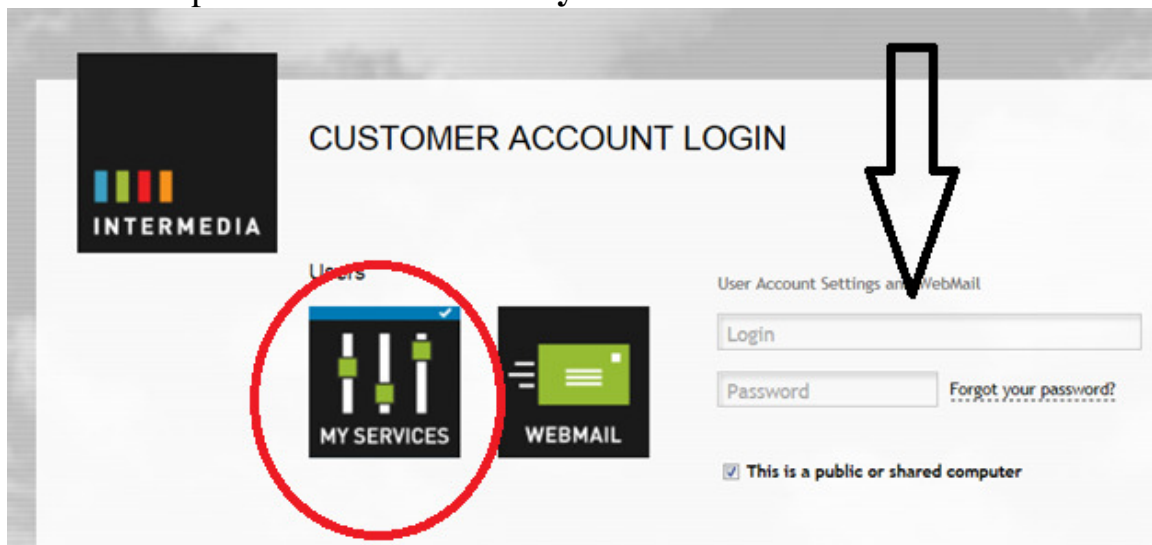 CUSTOMER ACCOUNT LOGIN
INTERMEDIA
Users
User Account Settings and WebMail
Login
Password
Forgot your password?
MY SERVICES
WEBMAIL
This is a public or shared computer